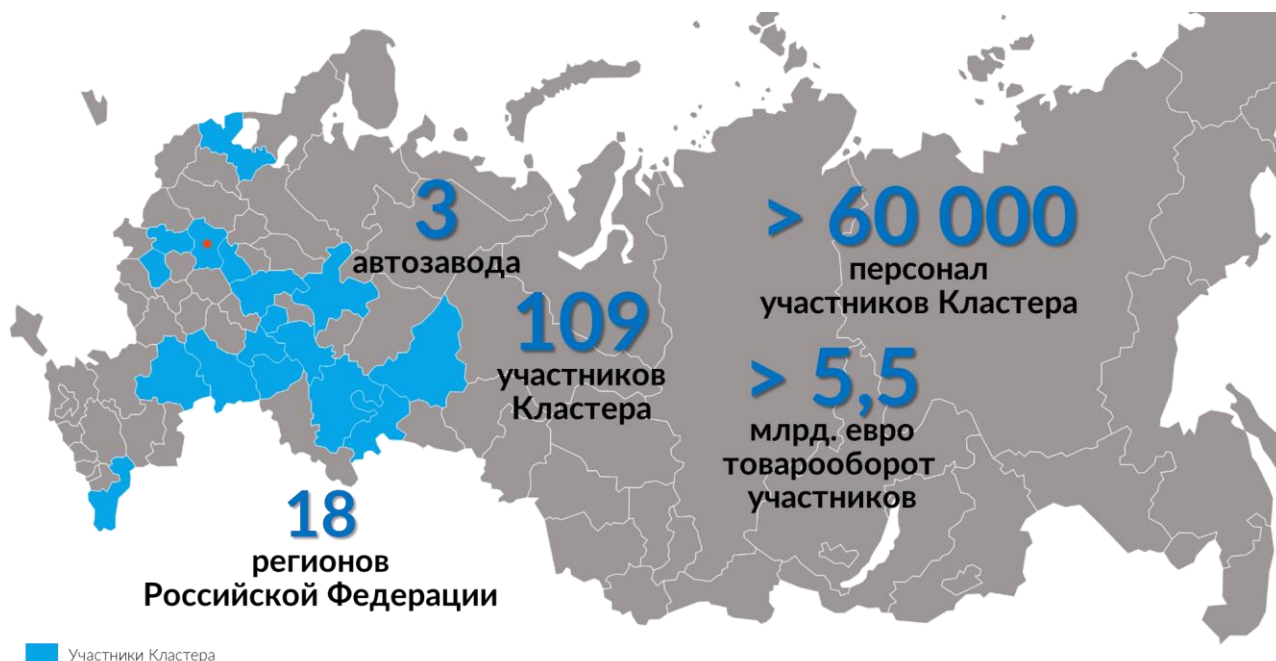 3
автозавода
109
участников
Кластера
> 60 000
персонал
участников Кластера
> 5,5
млрд. евро
товарооборот
участников
18
регионов
Российской Федерации
Участники Кластера